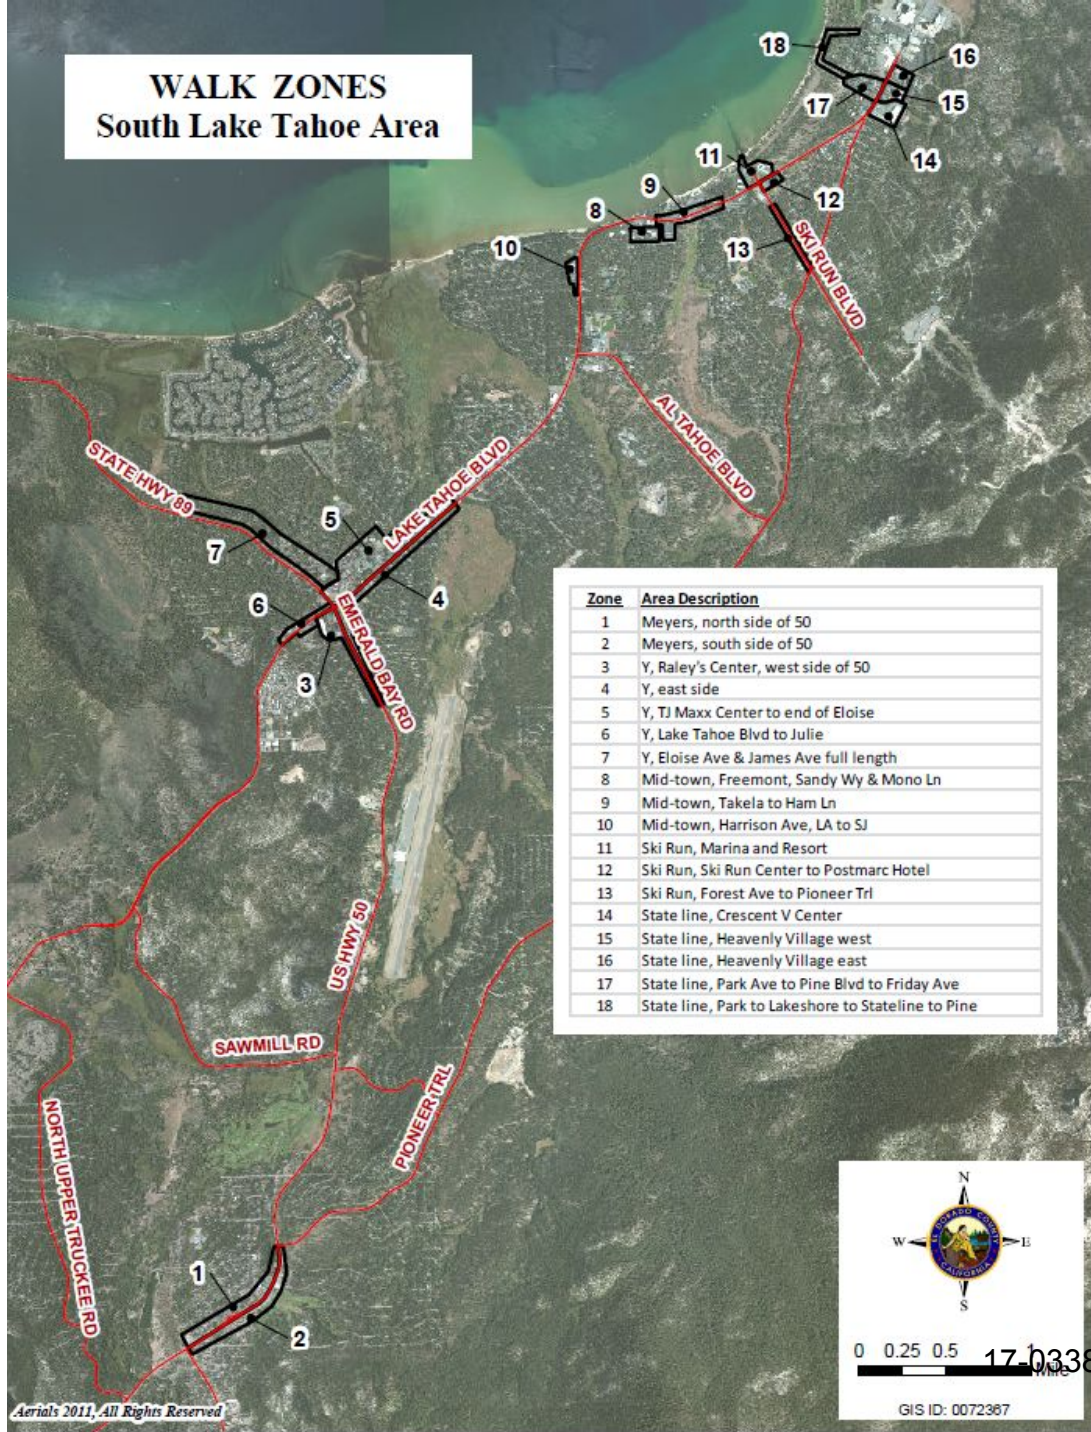 WALK ZONES
South Lake Tahoe Area
18
16
17
15
14
11
12
9
8
13
10
SKI RUN BLVD
AL TAHOE BLVD
STATE HWY 89
LAKE TAHOE BLVD
5
7
4
6
EMERALD BAY RD
3
Zone Area Description
1 Meyers, north side of 50
2 Meyers, south side of 50
3 Y, Raley's Center, west side of 50
4 Y, east side
5 Y, TJ Maxx Center to end of Eloise
6 Y, Lake Tahoe Blvd to Julie
7 Y, Eloise Ave & James Ave full length
8 Mid-town, Freemont, Sandy Wy & Mono Ln
9 Mid-town, Takela to Ham Ln
10 Mid-town, Harrison Ave, LA to SJ
11 Ski Run, Marina and Resort
12 Ski Run, Ski Run Center to Postmarc Hotel
13 Ski Run, Forest Ave to Pioneer Trl
14 State line, Crescent V Center
15 State line, Heavenly Village west
16 State line, Heavenly Village east
17 State line, Park Ave to Pine Blvd to Friday Ave
18 State line, Park to Lakeshore to Stateline to Pine
US HWY 50
SAWMILL RD
PIONEER TRL
NORTH UPPER TRUCKEE RD
1
2
N
W E
S
EL DORADO COUNTY
CALIFORNIA
0 0.25 0.5 1
Mile
17-0338
GIS ID: 0072367
Aerials 2011, All Rights Reserved